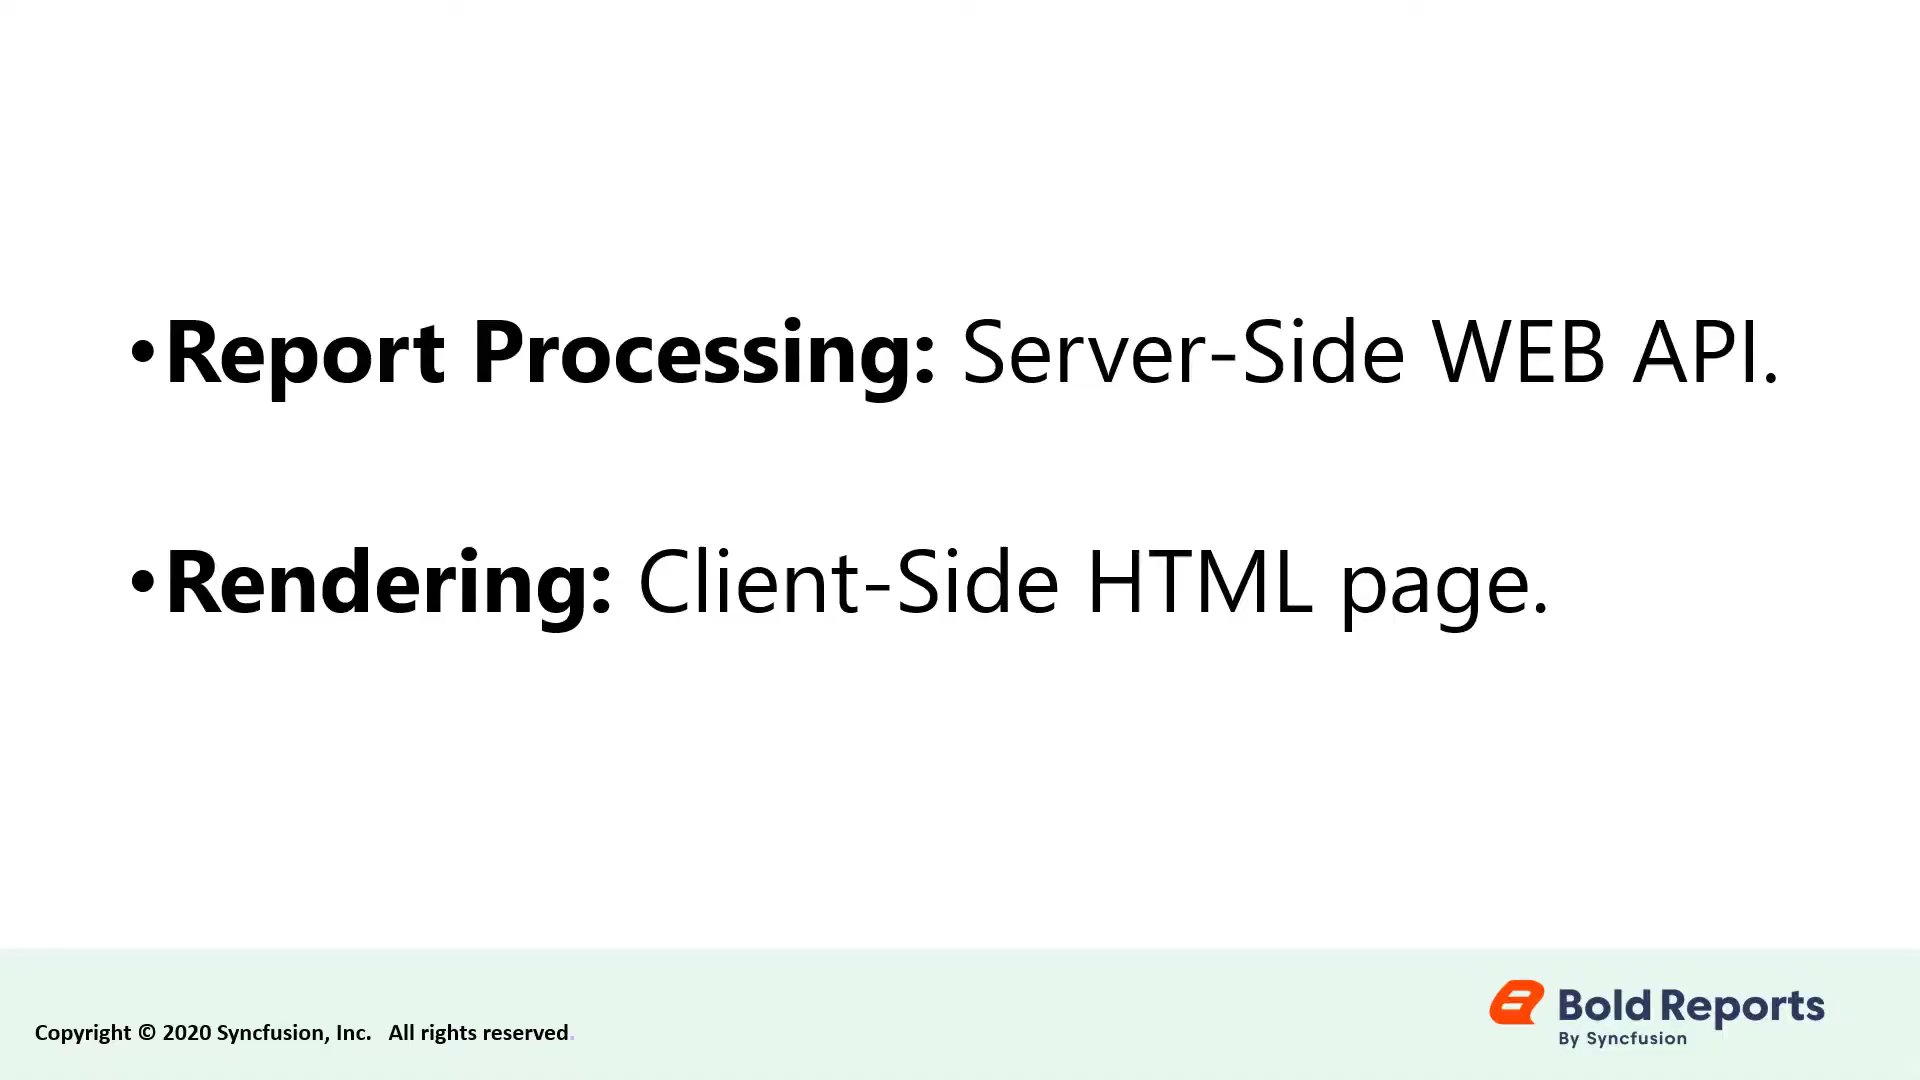 •Report Processing: Server-Side WEB API.
•Rendering: Client-Side HTML page.
Copyright © 2020 Syncfusion, Inc. All rights reserved.
Bold Reports
By Syncfusion